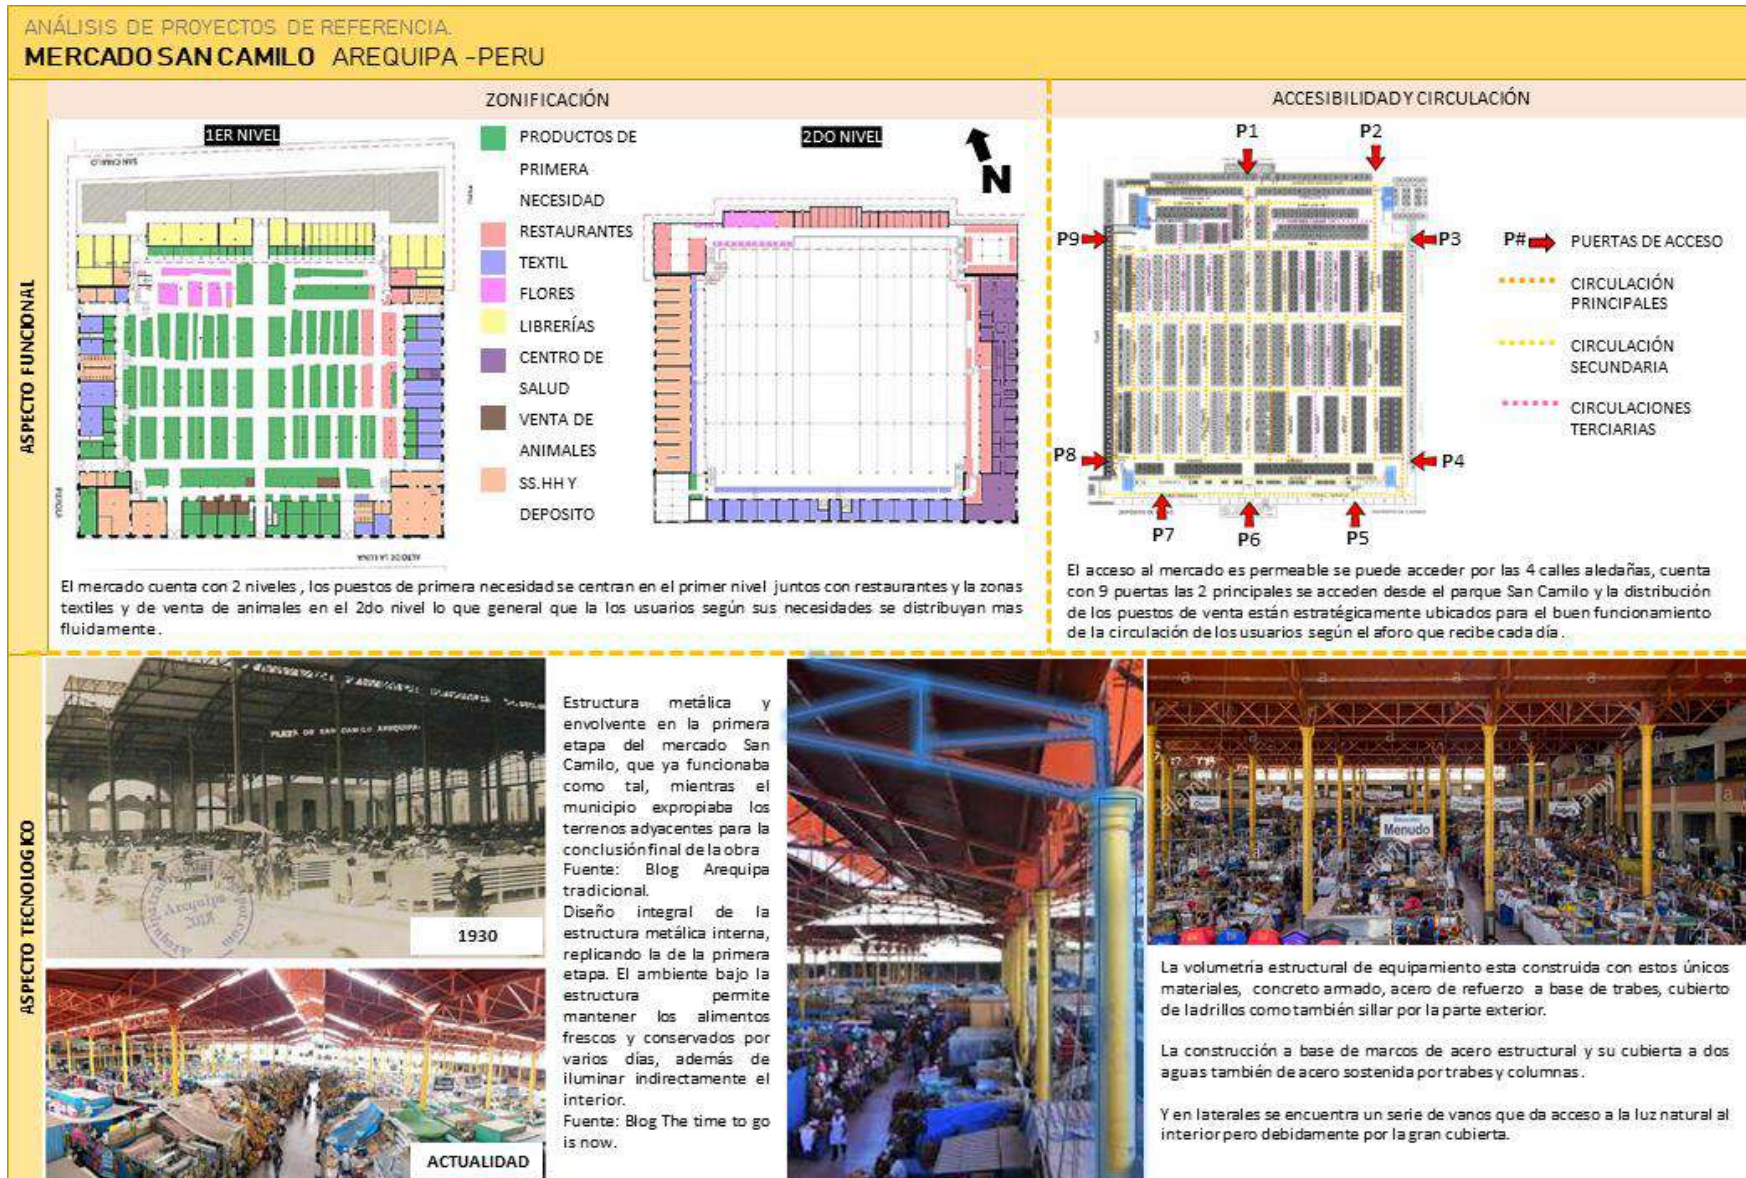 ANÁLISIS DE PROYECTOS DE REFERENCIA.
MERCADO SAN CAMILO AREQUIPA -PERU
ASPECTO FUNCIONAL
ZONIFICACIÓN
1ER NIVEL
SAN CAMILO
PIEROLA
ALTO DE LA LUNA
PRODUCTOS DE
PRIMERA
NECESIDAD
RESTAURANTES
TEXTIL
FLORES
LIBRERÍAS
CENTRO DE
SALUD
VENTA DE
ANIMALES
SS.HH Y
DEPOSITO
2DO NIVEL
N
El mercado cuenta con 2 niveles , los puestos de primera necesidad se centran en el primer nivel juntos con restaurantes y la zonas
textiles y de venta de animales en el 2do nivel lo que general que la los usuarios según sus necesidades se distribuyan mas
fluidamente .
ACCESIBILIDAD Y CIRCULACIÓN
P1
P2
P9
P3
P8
P4
P7
P6
P5
P# PUERTAS DE ACCESO
CIRCULACIÓN
PRINCIPALES
CIRCULACIÓN
SECUNDARIA
CIRCULACIONES
TERCIARIAS
El acceso al mercado es permeable se puede acceder por las 4 calles aledañas, cuenta
con 9 puertas las 2 principales se acceden desde el parque San Camilo y la distribución
de los puestos de venta están estratégicamente ubicados para el buen funcionamiento
de la circulación de los usuarios según el aforo que recibe cada día .
ASPECTO TECNOLOGICO
PLAZA DE SAN CAMILO AREQUIPA
1930
ACTUALIDAD
Estructura metálica y
envolvente en la primera
etapa del mercado San
Camilo, que ya funcionaba
como tal, mientras el
municipio expropiaba los
terrenos adyacentes para la
conclusión final de la obra
Fuente: Blog Arequipa
tradicional.
Diseño integral de la
estructura metálica interna,
replicando la de la primera
etapa. El ambiente bajo la
estructura permite
mantener los alimentos
frescos y conservados por
varios días, además de
iluminar indirectamente el
interior.
Fuente: Blog The time to go
is now.
Menudo
alamy
La volumetría estructural de equipamiento esta construida con estos únicos
materiales, concreto armado, acero de refuerzo a base de trabes, cubierto
de ladrillos como también sillar por la parte exterior.
La construcción a base de marcos de acero estructural y su cubierta a dos
aguas también de acero sostenida por trabes y columnas .
Y en laterales se encuentra un serie de vanos que da acceso a la luz natural al
interior pero debidamente por la gran cubierta.